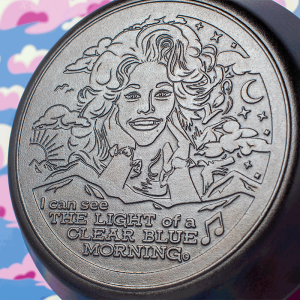 I can see
THE LIGHT of a
CLEAR BLUE
MORNING